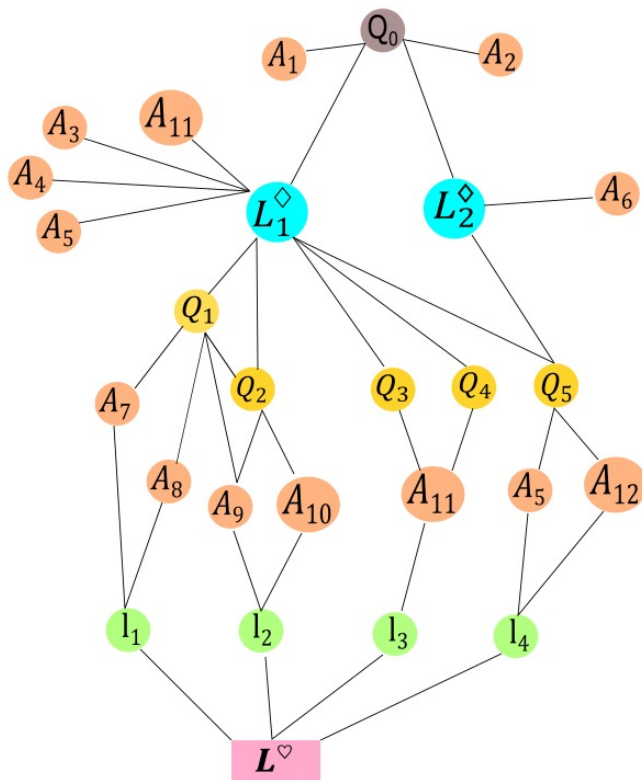 Q₀
A₁
A₂
A₁₁
A₃
A₄
A₅
L₁^◇
L₂^◇
A₆
Q₁
Q₂
Q₃
Q₄
Q₅
A₇
A₈
A₉
A₁₀
A₁₁
A₅
A₁₂
l₁
l₂
l₃
l₄
L^♡